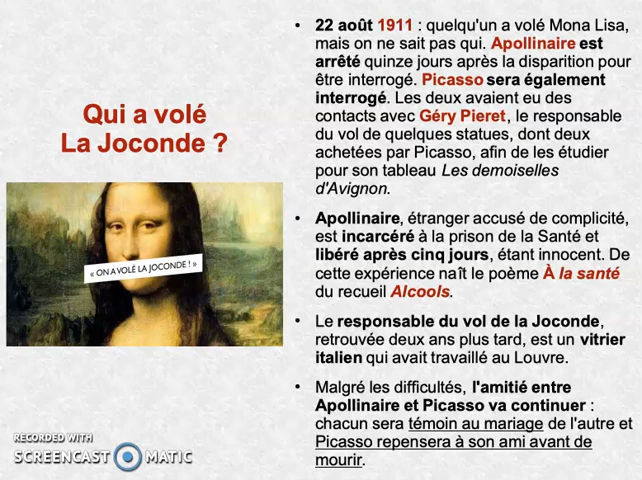 Qui a volé
La Joconde ?
« ON A VOLÉ LA JOCONDE ! »
• 22 août 1911 : quelqu'un a volé Mona Lisa,
mais on ne sait pas qui. Apollinaire est
arrêté quinze jours après la disparition pour
être interrogé. Picasso sera également
interrogé. Les deux avaient eu des
contacts avec Géry Pieret, le responsable
du vol de quelques statues, dont deux
achetées par Picasso, afin de les étudier
pour son tableau Les demoiselles
d'Avignon.
• Apollinaire, étranger accusé de complicité,
est incarcéré à la prison de la Santé et
libéré après cinq jours, étant innocent. De
cette expérience naît le poème À la santé
du recueil Alcools.
• Le responsable du vol de la Joconde,
retrouvée deux ans plus tard, est un vitrier
italien qui avait travaillé au Louvre.
• Malgré les difficultés, l'amitié entre
Apollinaire et Picasso va continuer :
chacun sera témoin au mariage de l'autre et
Picasso repensera à son ami avant de
mourir.
RECORDED WITH
SCREENCAST MATIC